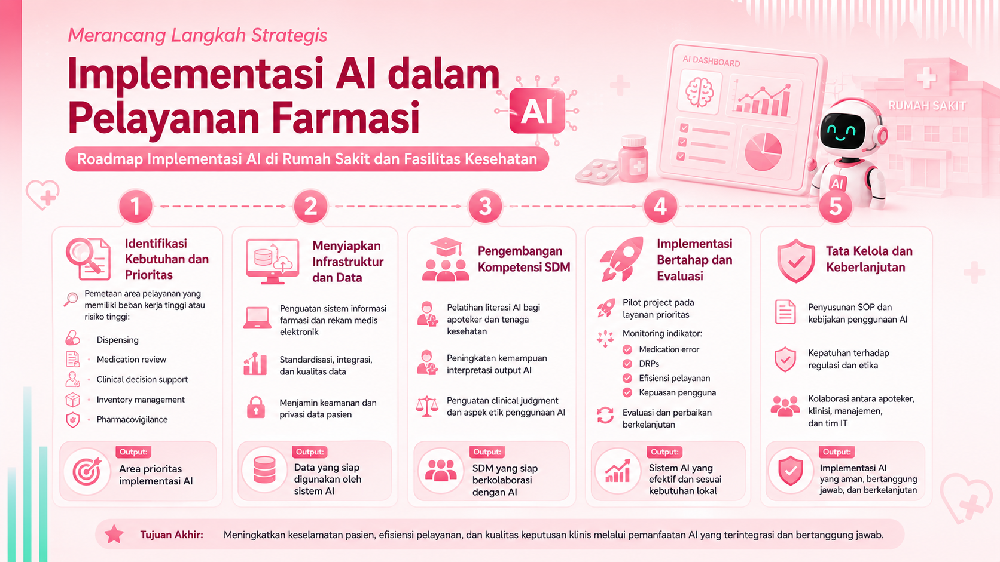 Merancang Langkah Strategis
Implementasi AI dalam
Pelayanan Farmasi
AI
Roadmap Implementasi AI di Rumah Sakit dan Fasilitas Kesehatan
AI DASHBOARD
RUMAH SAKIT
AI
1
2
3
4
5
Identifikasi
Kebutuhan dan
Prioritas
Pemetaan area pelayanan yang
memiliki beban kerja tinggi atau
risiko tinggi:
Dispensing
Medication review
Clinical decision support
Inventory management
Pharmacovigilance
Output:
Area prioritas
implementasi AI
Menyiapkan
Infrastruktur
dan Data
Penguatan sistem informasi
farmasi dan rekam medis
elektronik
Standardisasi, integrasi,
dan kualitas data
Menjamin keamanan dan
privasi data pasien
Output:
Data yang siap
digunakan oleh
sistem AI
Pengembangan
Kompetensi SDM
Pelatihan literasi AI bagi
apoteker dan tenaga
kesehatan
Peningkatan kemampuan
interpretasi output AI
Penguatan clinical judgment
dan aspek etik penggunaan AI
Output:
SDM yang siap
berkolaborasi
dengan AI
Implementasi
Bertahap dan
Evaluasi
Pilot project pada
layanan prioritas
Monitoring indikator:
Medication error
DRPs
Efisiensi pelayanan
Kepuasan pengguna
Evaluasi dan perbaikan
berkelanjutan
Output:
Sistem AI yang
efektif dan sesuai
kebutuhan lokal
Tata Kelola dan
Keberlanjutan
Penyusunan SOP dan
kebijakan penggunaan AI
Kepatuhan terhadap
regulasi dan etika
Kolaborasi antara apoteker,
klinisi, manajemen,
dan tim IT
Output:
Implementasi AI
yang aman, bertanggung
jawab, dan berkelanjutan
Tujuan Akhir: Meningkatkan keselamatan pasien, efisiensi pelayanan, dan kualitas keputusan klinis melalui pemanfaatan AI yang terintegrasi dan bertanggung jawab.